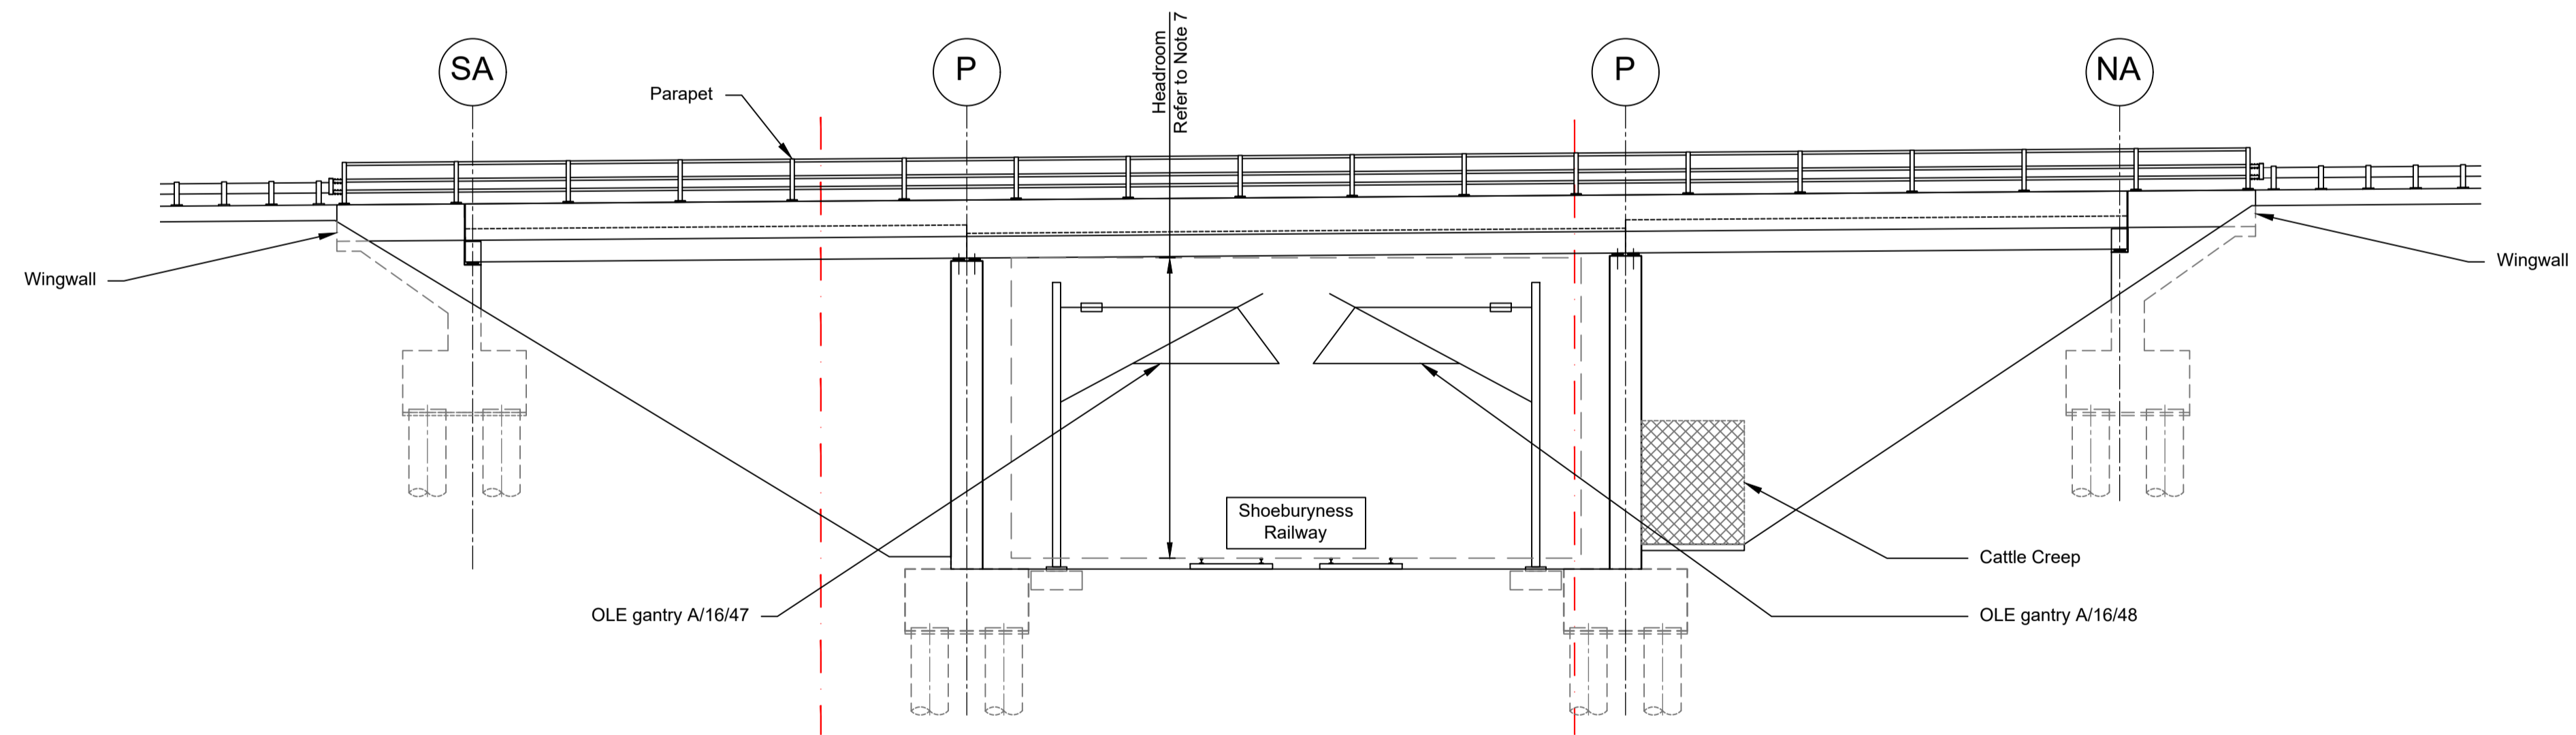 SA
P
P
NA
Parapet
Headroom
Refer to Note 7
Wingwall
Wingwall
Shoeburyness
Railway
Cattle Creep
OLE gantry A/16/47
OLE gantry A/16/48